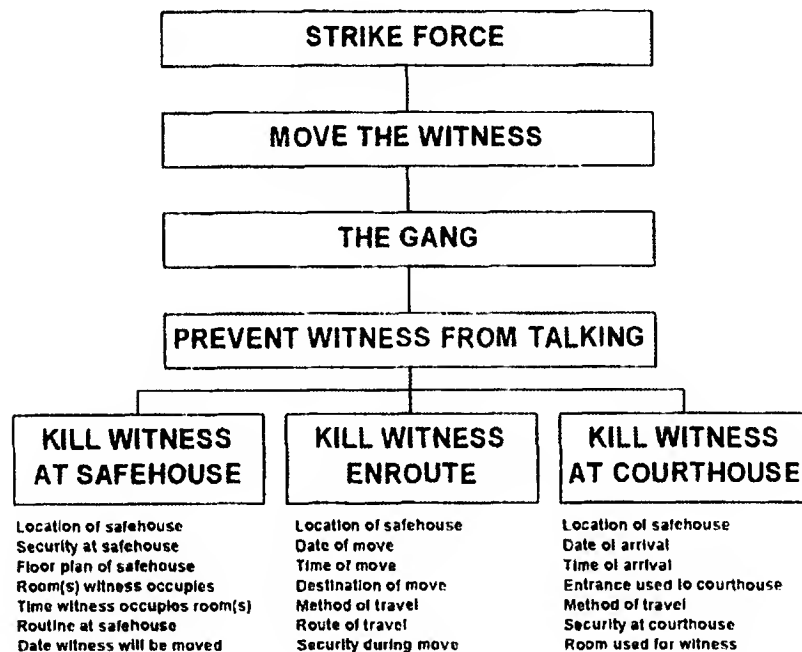 STRIKE FORCE
MOVE THE WITNESS
THE GANG
PREVENT WITNESS FROM TALKING
KILL WITNESS
AT SAFEHOUSE
Location of safehouse
Security at safehouse
Floor plan of safehouse
Room(s) witness occupies
Time witness occupies room(s)
Routine at safehouse
Date witness will be moved
KILL WITNESS
ENROUTE
Location of safehouse
Date of move
Time of move
Destination of move
Method of travel
Route of travel
Security during move
KILL WITNESS
AT COURTHOUSE
Location of safehouse
Date of arrival
Time of arrival
Entrance used to courthouse
Method of travel
Security at courthouse
Room used for witness